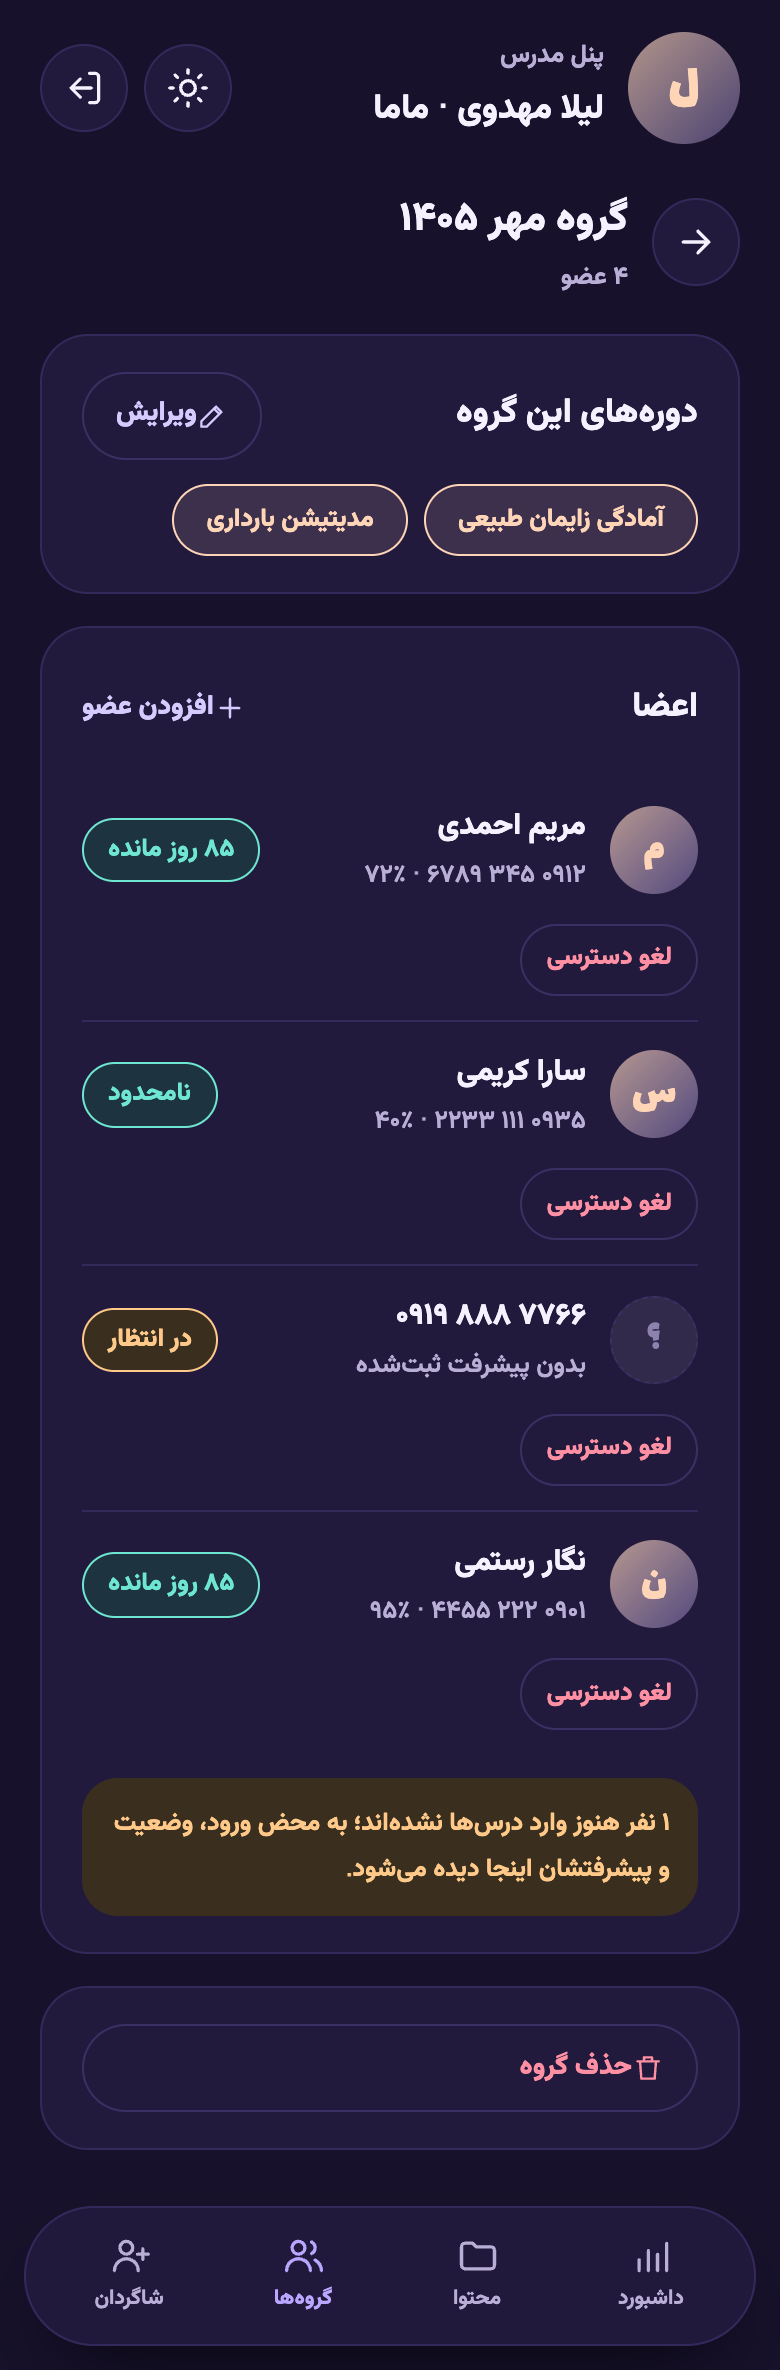 ل
پنل مدرس
لیلا مهدوی · ماما
گروه مهر ۱۴۰۵
۴ عضو
دوره‌های این گروه
ویرایش
آمادگی زایمان طبیعی
مدیتیشن بارداری
اعضا
افزودن عضو
م
مریم احمدی
۰۹۱۲ ۳۴۵ ۶۷۸۹ · ۷۲٪
۸۵ روز مانده
لغو دسترسی
س
سارا کریمی
۰۹۳۵ ۱۱۱ ۲۲۳۳ · ۴۰٪
نامحدود
لغو دسترسی
؟
۰۹۱۹ ۸۸۸ ۷۷۶۶
بدون پیشرفت ثبت‌شده
در انتظار
لغو دسترسی
ن
نگار رستمی
۰۹۰۱ ۲۲۲ ۴۴۵۵ · ۹۵٪
۸۵ روز مانده
لغو دسترسی
۱ نفر هنوز وارد درس‌ها نشده‌اند؛ به محض ورود، وضعیت
و پیشرفتشان اینجا دیده می‌شود.
حذف گروه
داشبورد
محتوا
گروه‌ها
شاگردان